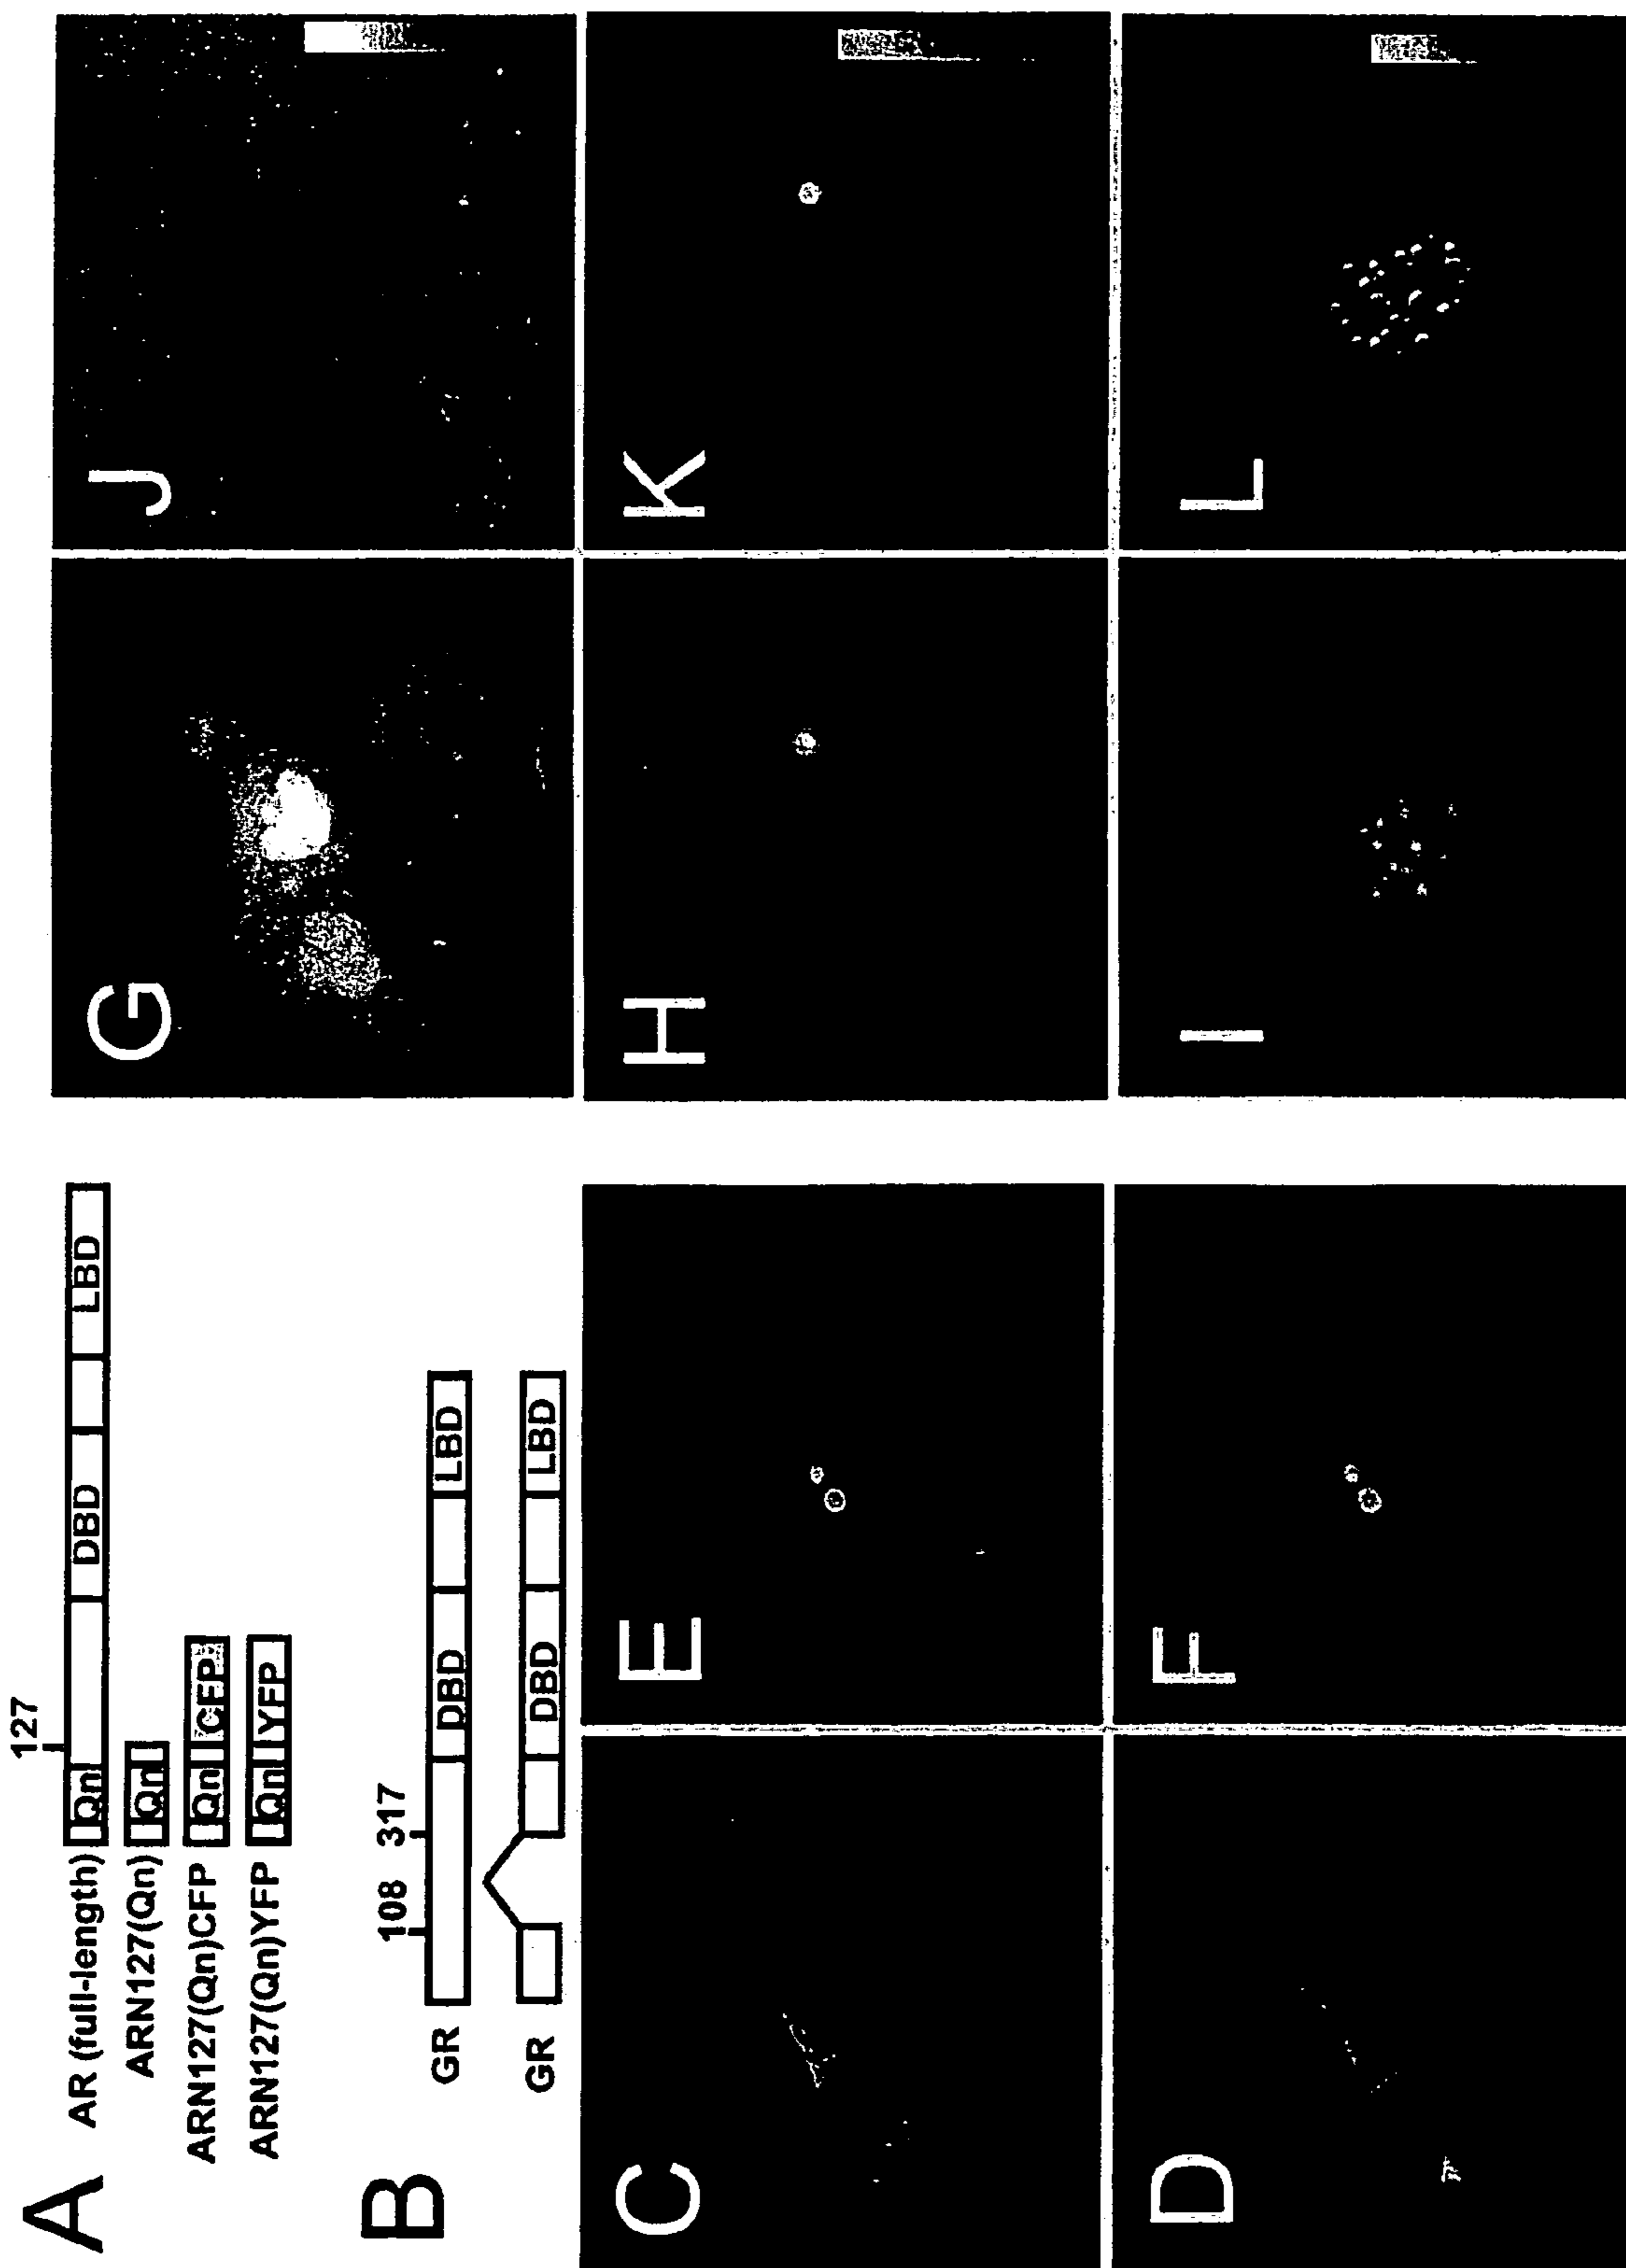 A
127
AR (full-length) Qn DBD LBD
ARN127(Qn) Qn
ARN127(Qn)CFP Qn CFP
ARN127(Qn)YFP Qn YFP
B
108 317
GR DBD LBD
GR DBD LBD
C E
D F
G J
H K
I L